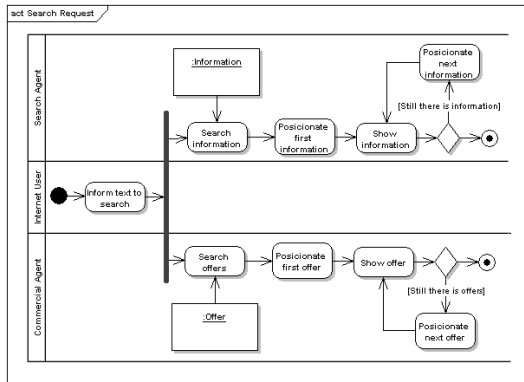 act Search Request
Search Agent
:Information
Search
information
Posicionate
first
information
Show
information
Posicionate
next
information
[Still there is information]
Internet User
Inform text to
search
Commercial Agent
Search
offers
Posicionate
first offer
Show offer
[Still there is offers]
:Offer
Posicionate
next offer